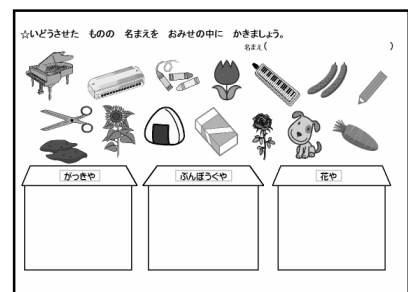 ☆いどうさせた ものの 名まえを おみせの中に かきましょう。
名まえ( )
がっきや
ぶんぼうぐや
花や